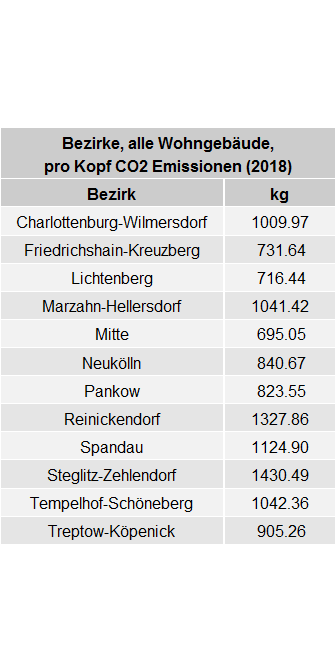 Bezirke, alle Wohngebäude,
pro Kopf CO2 Emissionen (2018)
Bezirk kg
Charlottenburg-Wilmersdorf 1009.97
Friedrichshain-Kreuzberg 731.64
Lichtenberg 716.44
Marzahn-Hellersdorf 1041.42
Mitte 695.05
Neukölln 840.67
Pankow 823.55
Reinickendorf 1327.86
Spandau 1124.90
Steglitz-Zehlendorf 1430.49
Tempelhof-Schöneberg 1042.36
Treptow-Köpenick 905.26